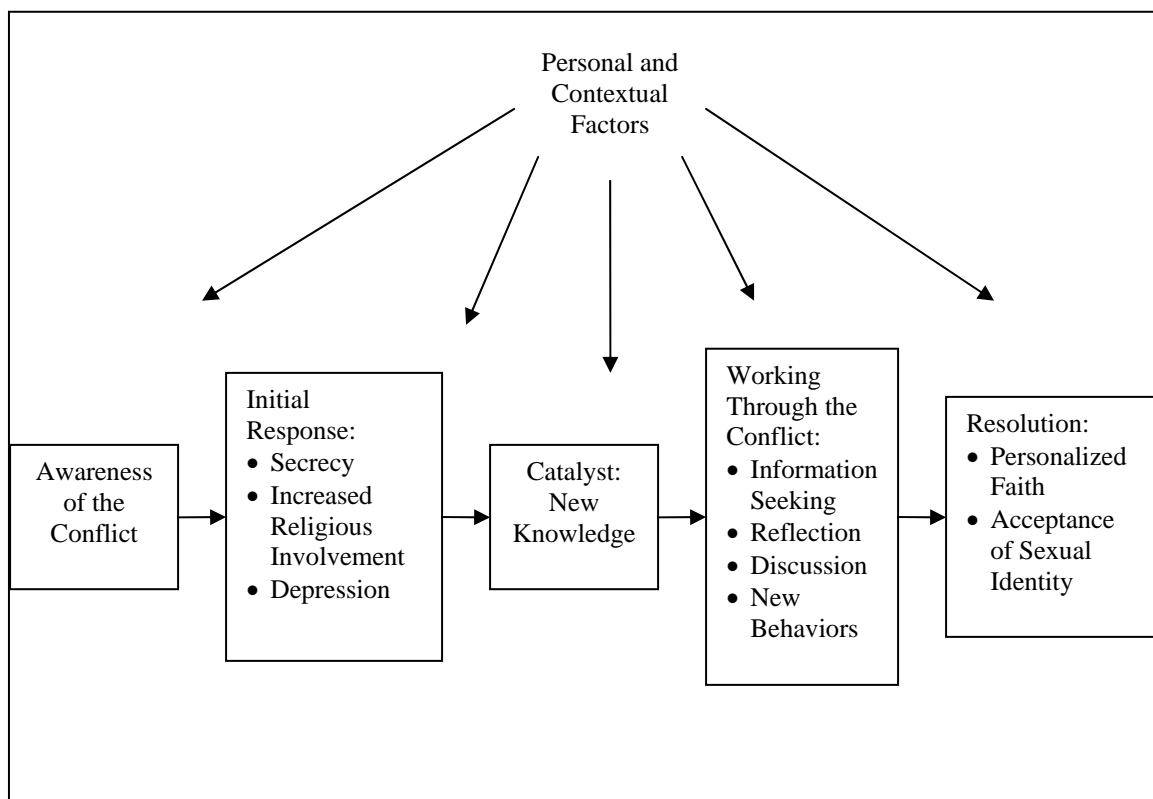 Personal and
Contextual
Factors
Awareness
of the
Conflict
Initial
Response:
• Secrecy
• Increased
Religious
Involvement
• Depression
Catalyst:
New
Knowledge
Working
Through the
Conflict:
• Information
Seeking
• Reflection
• Discussion
• New
Behaviors
Resolution:
• Personalized
Faith
• Acceptance
of Sexual
Identity